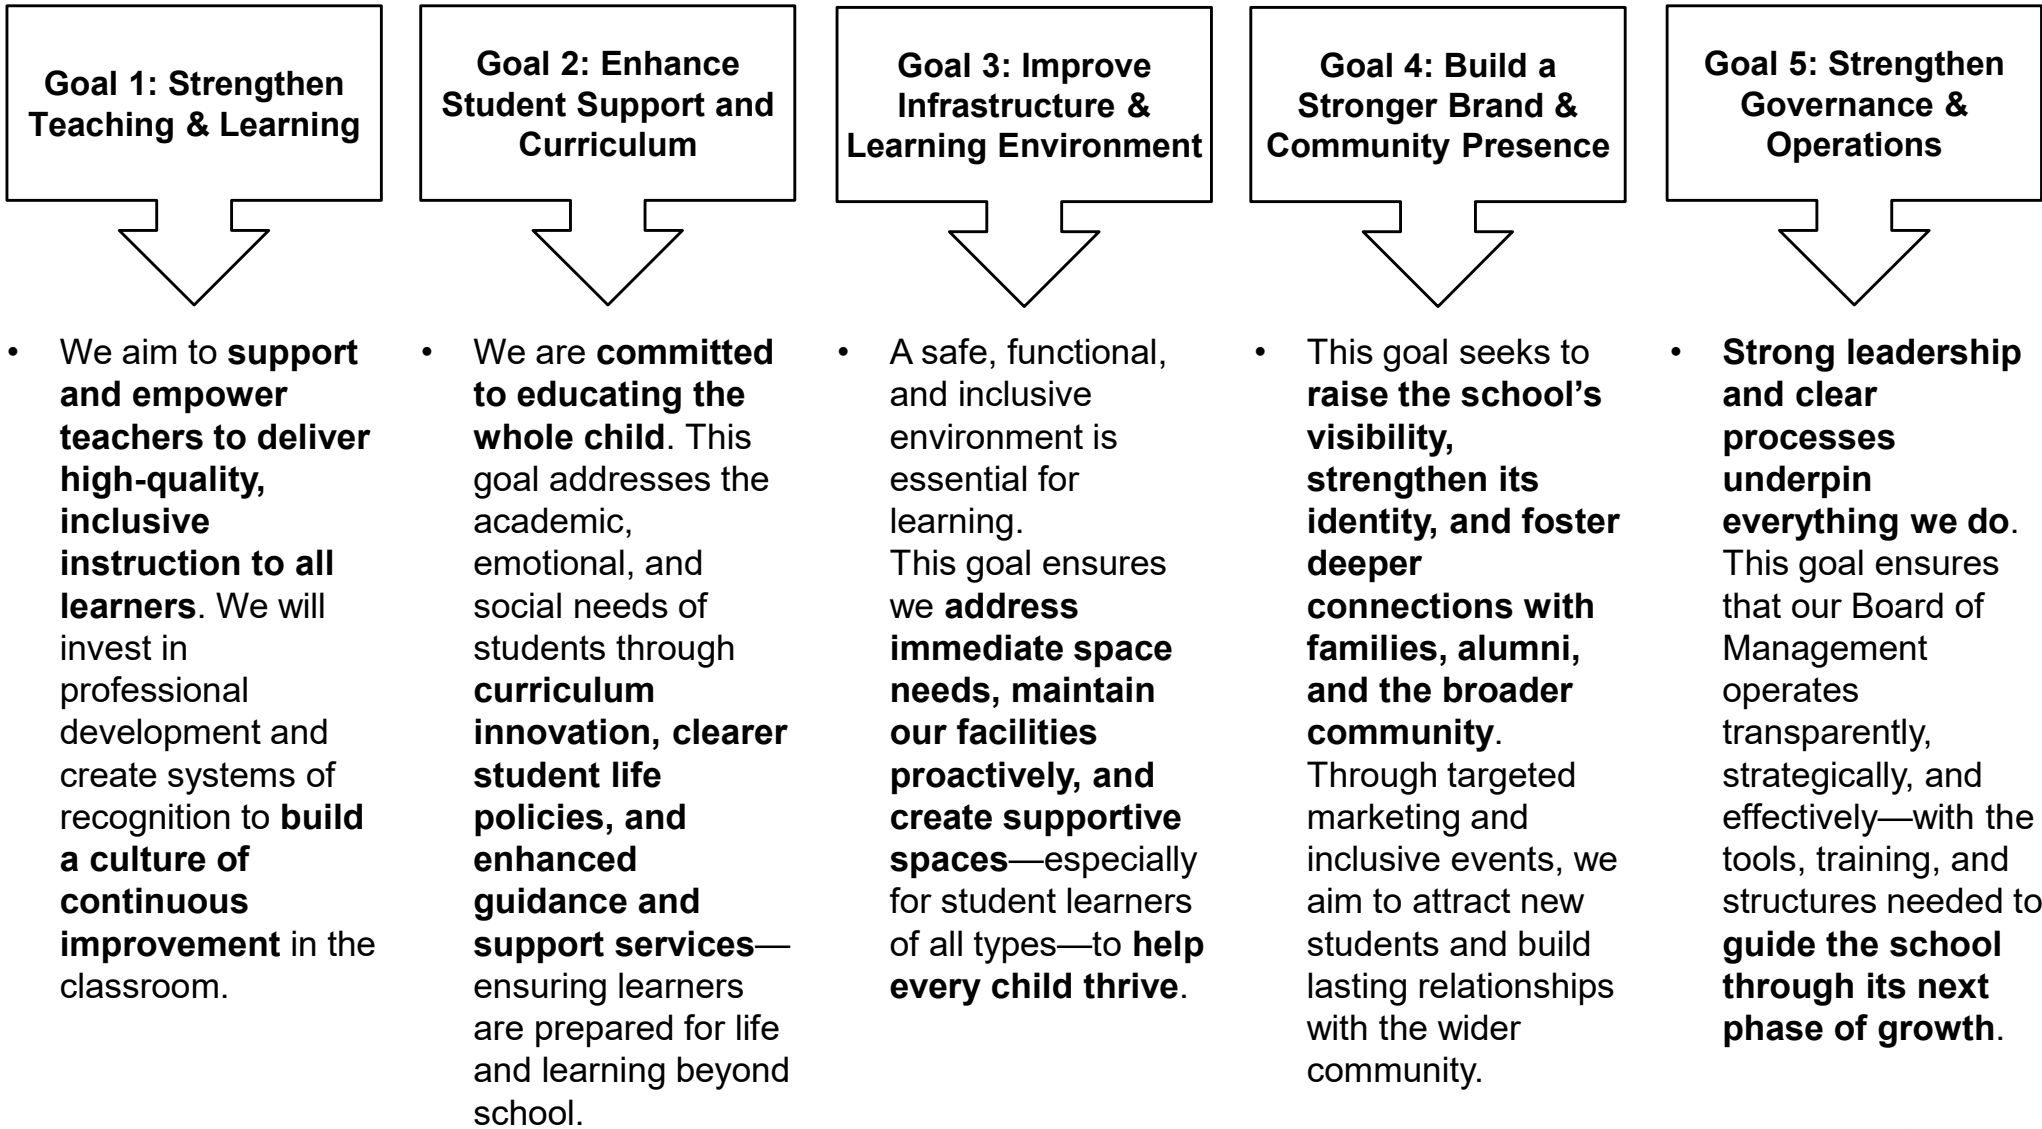 Goal 1: Strengthen
Teaching & Learning
Goal 2: Enhance
Student Support and
Curriculum
Goal 3: Improve
Infrastructure &
Learning Environment
Goal 4: Build a
Stronger Brand &
Community Presence
Goal 5: Strengthen
Governance &
Operations
• We aim to support
and empower
teachers to deliver
high-quality,
inclusive
instruction to all
learners. We will
invest in
professional
development and
create systems of
recognition to build
a culture of
continuous
improvement in the
classroom.
• We are committed
to educating the
whole child. This
goal addresses the
academic,
emotional, and
social needs of
students through
curriculum
innovation, clearer
student life
policies, and
enhanced
guidance and
support services—
ensuring learners
are prepared for life
and learning beyond
school.
• A safe, functional,
and inclusive
environment is
essential for
learning.
This goal ensures
we address
immediate space
needs, maintain
our facilities
proactively, and
create supportive
spaces—especially
for student learners
of all types—to help
every child thrive.
• This goal seeks to
raise the school’s
visibility,
strengthen its
identity, and foster
deeper
connections with
families, alumni,
and the broader
community.
Through targeted
marketing and
inclusive events, we
aim to attract new
students and build
lasting relationships
with the wider
community.
• Strong leadership
and clear
processes
underpin
everything we do.
This goal ensures
that our Board of
Management
operates
transparently,
strategically, and
effectively—with the
tools, training, and
structures needed to
guide the school
through its next
phase of growth.